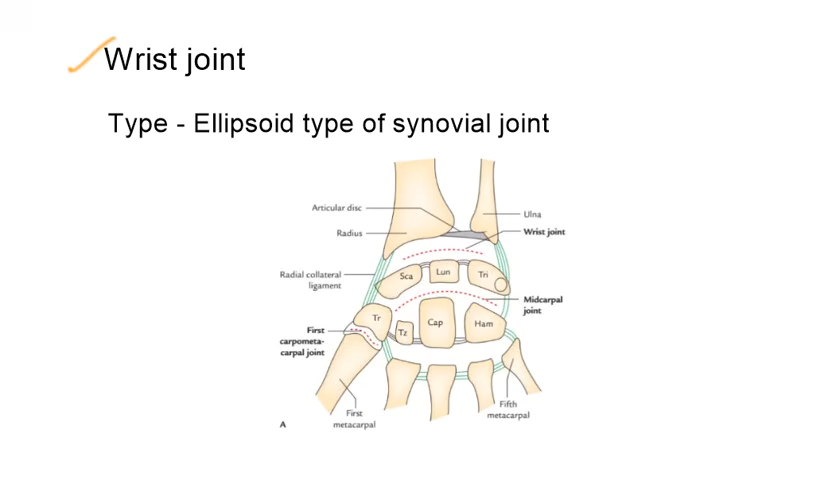 Wrist joint
Type - Ellipsoid type of synovial joint
Articular disc
Ulna
Radius
Wrist joint
Radial collateral
ligament
Sca
Lun
Tri
Midcarpal
joint
Tr
Tz
Cap
Ham
First
carpometa-
carpal joint
First
metacarpal
Fifth
metacarpal
A